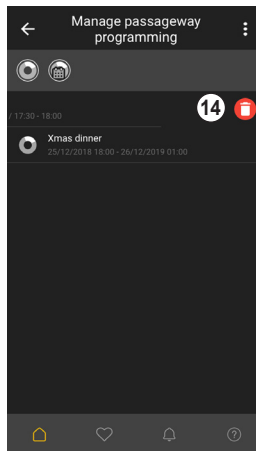 Manage passageway
programming
/ 17:30 - 18:00
14
Xmas dinner
25/12/2018 18:00 - 26/12/2019 01:00
?